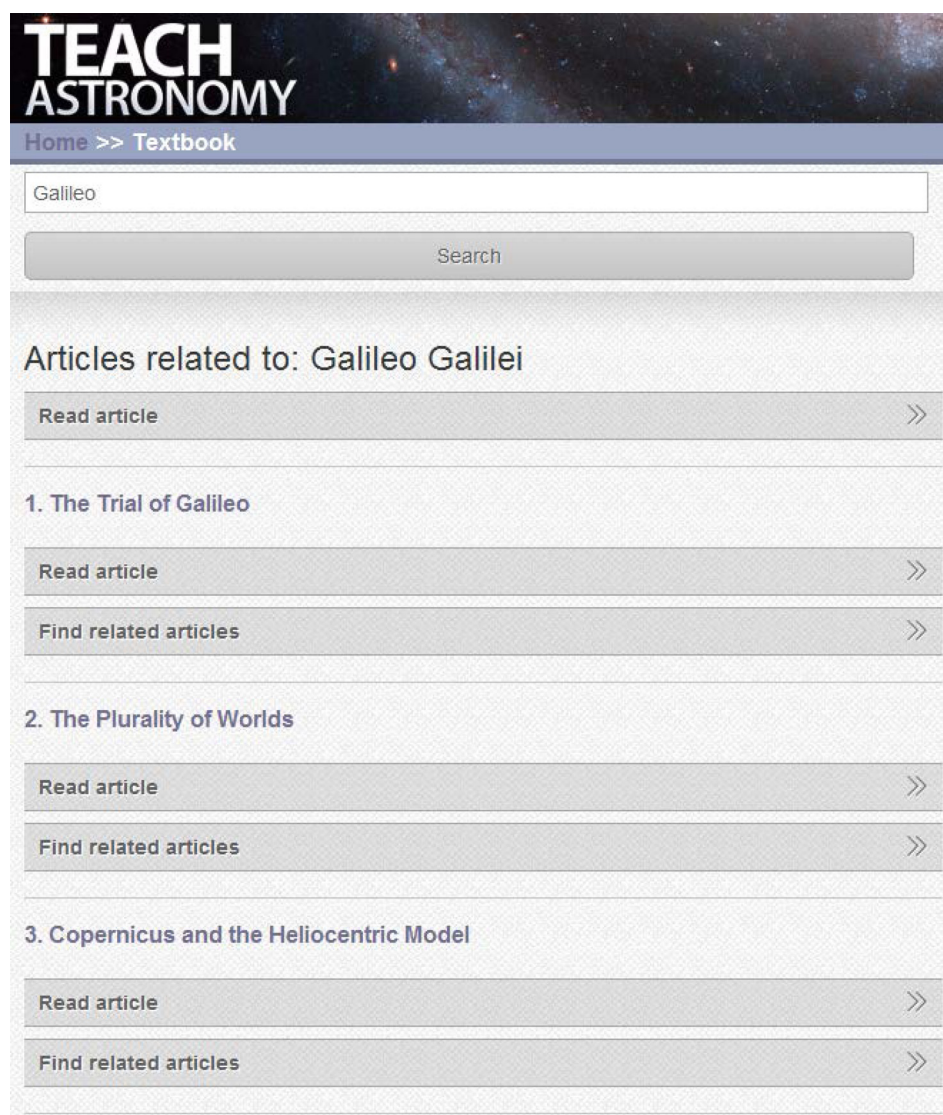 TEACH
ASTRONOMY
Home >> Textbook
Galileo
Search
Articles related to: Galileo Galilei
Read article
1. The Trial of Galileo
Read article
Find related articles
2. The Plurality of Worlds
Read article
Find related articles
3. Copernicus and the Heliocentric Model
Read article
Find related articles